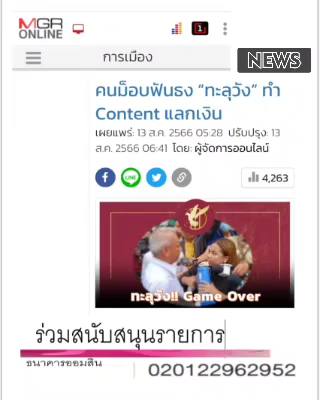 MGR
ONLINE
การเมือง
NEWS
คนม็อบฟันธง “ทะลุวัง” ทำ
Content แลกเงิน
เผยแพร่: 13 ส.ค. 2566 05:28 ปรับปรุง: 13
ส.ค. 2566 06:41 โดย: ผู้จัดการออนไลน์
LINE
4,263
ทะลุวัง!! Game Over
ร่วมสนับสนุนรายการ
ธนาคารออมสิน
020122962952